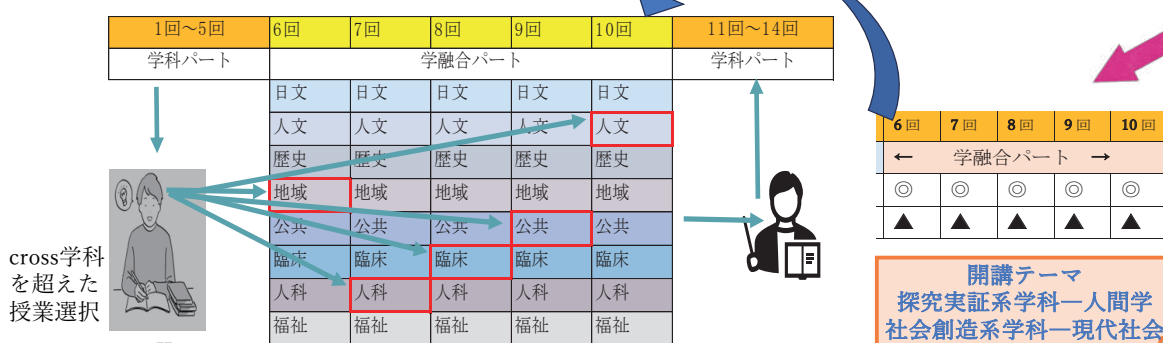 1回～5回 6回 7回 8回 9回 10回 11回～14回
学科パート 学融合パート 学科パート
日文 日文 日文 日文 日文
人文 人文 人文 人文 人文
歴史 歴史 歴史 歴史 歴史
地域 地域 地域 地域 地域
公共 公共 公共 公共 公共
臨床 臨床 臨床 臨床 臨床
人科 人科 人科 人科 人科
福祉 福祉 福祉 福祉 福祉
cross学科
を超えた
授業選択
6回 7回 8回 9回 10回
← 学融合パート →
◎ ◎ ◎ ◎ ◎
▲ ▲ ▲ ▲ ▲
開講テーマ
探究実証系学科―人間学
社会創造系学科―現代社会